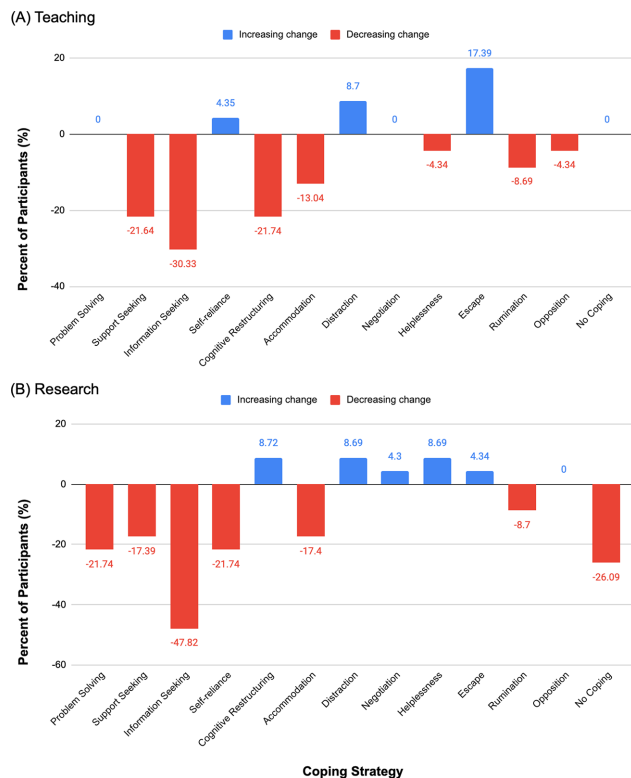 (A) Teaching
Increasing change
Decreasing change
Percent of Participants (%)
20
0
-20
-40
0
-21.64
-30.33
4.35
-21.74
-13.04
8.7
0
-4.34
17.39
-8.69
-4.34
0
Problem Solving
Support Seeking
Information Seeking
Self-reliance
Cognitive Restructuring
Accommodation
Distraction
Negotiation
Helplessness
Escape
Rumination
Opposition
No Coping
(B) Research
Increasing change
Decreasing change
Percent of Participants (%)
20
0
-20
-40
-60
-21.74
-17.39
-47.82
-21.74
8.72
-17.4
8.69
4.3
8.69
4.34
-8.7
0
-26.09
Problem Solving
Support Seeking
Information Seeking
Self-reliance
Cognitive Restructuring
Accommodation
Distraction
Negotiation
Helplessness
Escape
Rumination
Opposition
No Coping
Coping Strategy